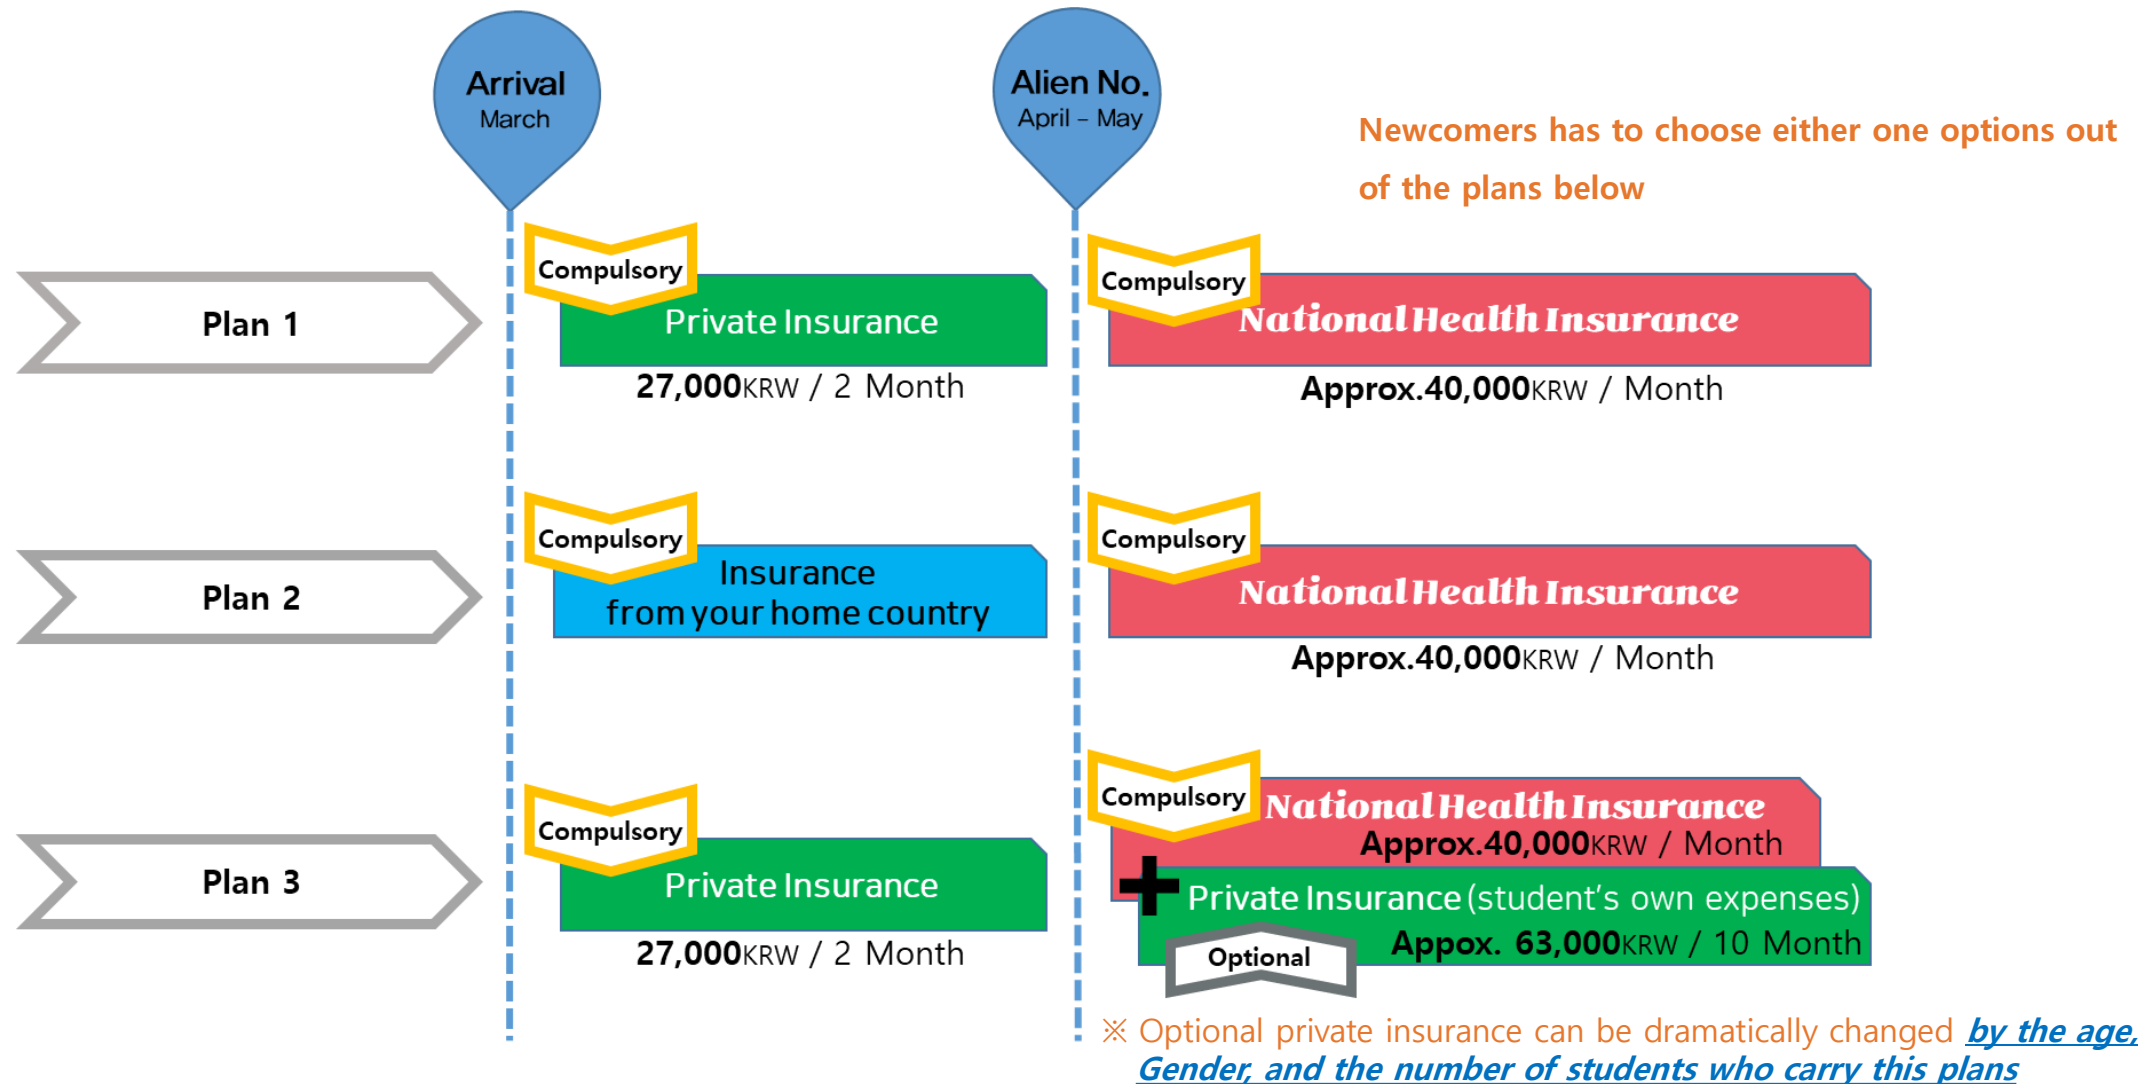 Arrival
March
Alien No.
April – May
Newcomers has to choose either one options out
of the plans below
Plan 1
Compulsory
Private Insurance
27,000KRW / 2 Month
Compulsory
National Health Insurance
Approx.40,000KRW / Month
Plan 2
Compulsory
Insurance
from your home country
Compulsory
National Health Insurance
Approx.40,000KRW / Month
Plan 3
Compulsory
Private Insurance
27,000KRW / 2 Month
Compulsory
National Health Insurance
Approx.40,000KRW / Month
+
Private Insurance (student's own expenses)
Appox. 63,000KRW / 10 Month
Optional
※ Optional private insurance can be dramatically changed by the age,
Gender, and the number of students who carry this plans